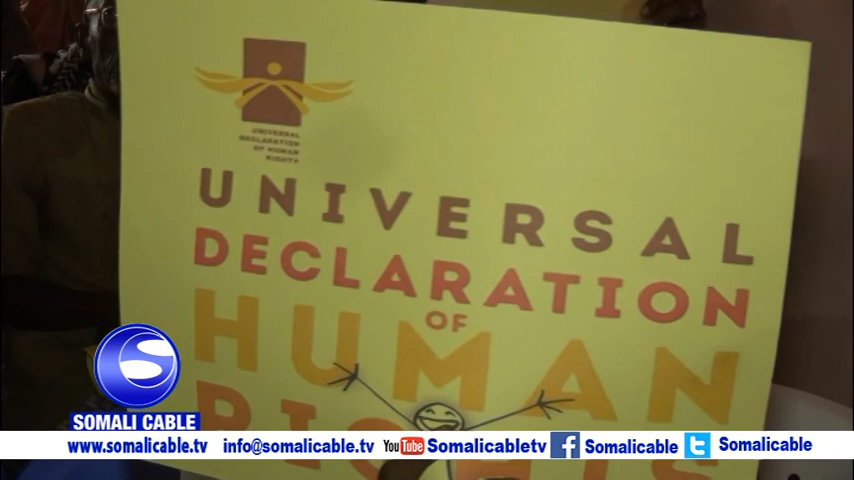 UNIVERSAL
DECLARATION
OF HUMAN
RIGHTS
UNIVERSAL
DECLARATION
OF
HUMAN
RIGHTS
SOMALI CABLE
www.somalicable.tv info@somalicable.tv YouTube Somalicabletv f Somalicable t Somalicable